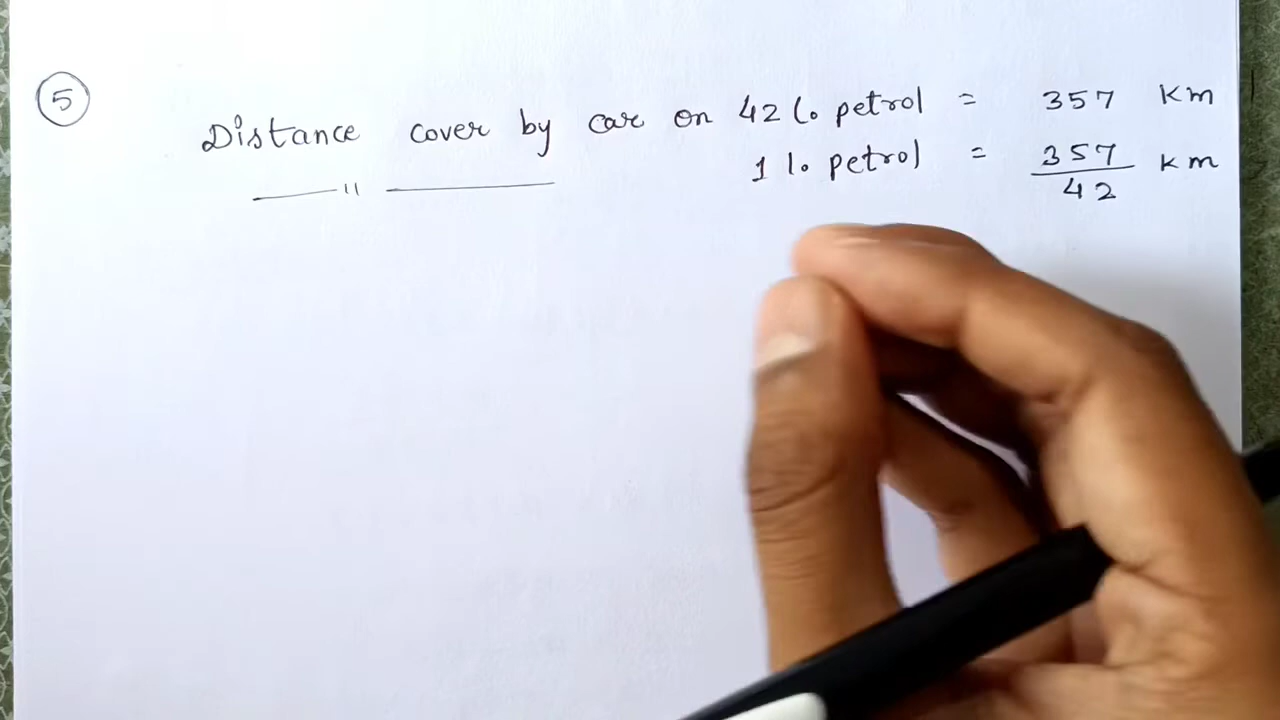 5
Distance cover by car on 42 l. petrol = 357 Km
—— " —— 1 l. petrol = 357/42 km